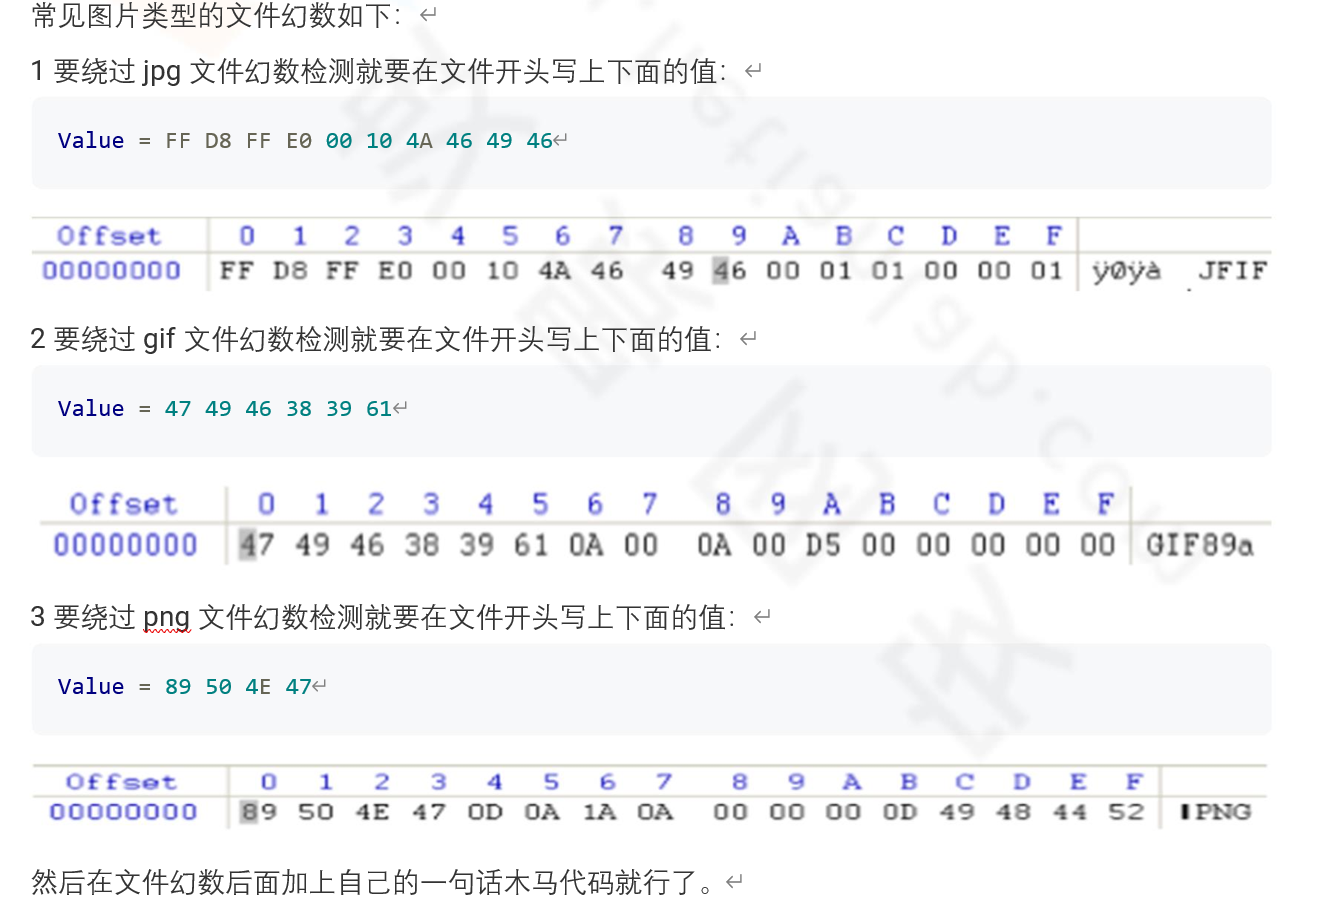 常见图片类型的文件幻数如下：
1 要绕过 jpg 文件幻数检测就要在文件开头写上下面的值：
Value = FF D8 FF E0 00 10 4A 46 49 46
Offset 0 1 2 3 4 5 6 7 8 9 A B C D E F
00000000 FF D8 FF E0 00 10 4A 46 49 46 00 01 01 00 00 01 ÿØÿà JFIF
2 要绕过 gif 文件幻数检测就要在文件开头写上下面的值：
Value = 47 49 46 38 39 61
Offset 0 1 2 3 4 5 6 7 8 9 A B C D E F
00000000 47 49 46 38 39 61 0A 00 0A 00 D5 00 00 00 00 00 GIF89a
3 要绕过 png 文件幻数检测就要在文件开头写上下面的值：
Value = 89 50 4E 47
Offset 0 1 2 3 4 5 6 7 8 9 A B C D E F
00000000 89 50 4E 47 0D 0A 1A 0A 00 00 00 0D 49 48 44 52 PNG
然后在文件幻数后面加上自己的一句话木马代码就行了。